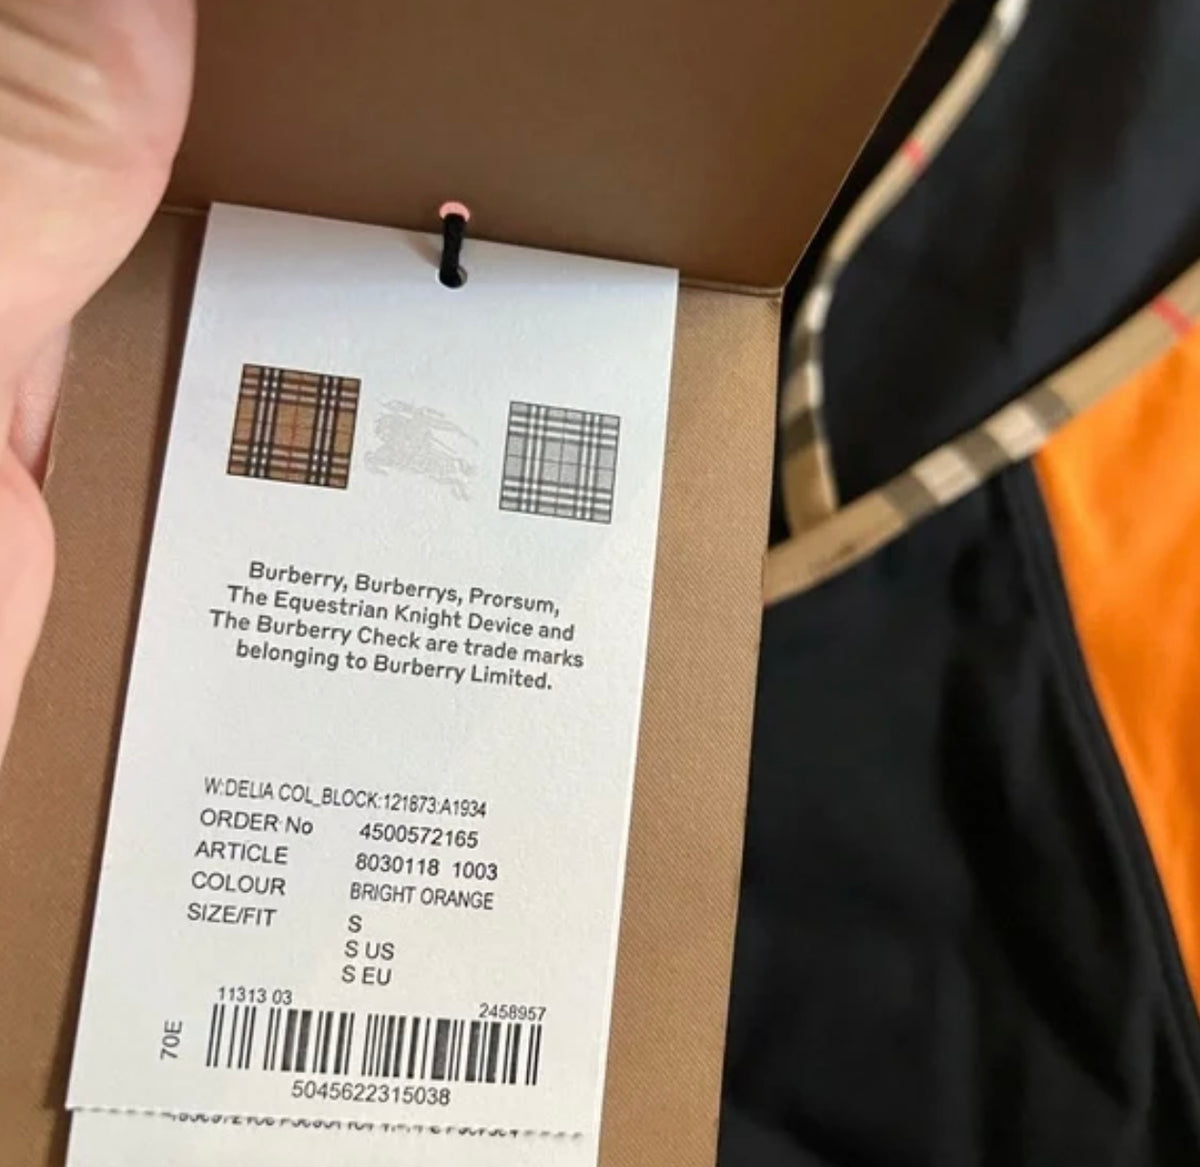 Burberry, Burberrys, Prorsum,
The Equestrian Knight Device and
The Burberry Check are trade marks
belonging to Burberry Limited.
W:DELIA COL_BLOCK:121873:A1934
ORDER No 4500572165
ARTICLE 8030118 1003
COLOUR BRIGHT ORANGE
SIZE/FIT S
S US
S EU
11313 03 2458957
70E
5045622315038